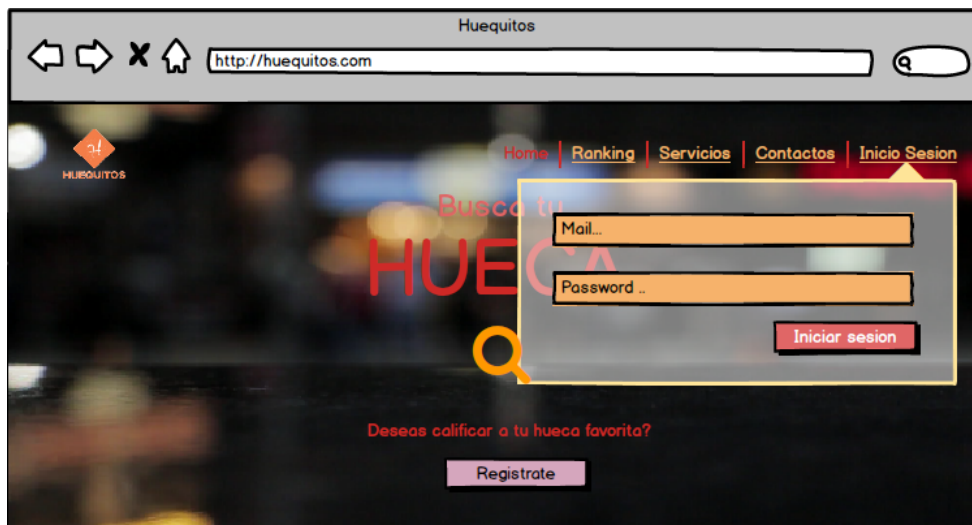 Huequitos
http://huequitos.com
HUEQUITOS
Home Ranking Servicios Contactos Inicio Sesion
Busca tu
HUECA
Mail...
Password ..
Iniciar sesion
Deseas calificar a tu hueca favorita?
Registrate